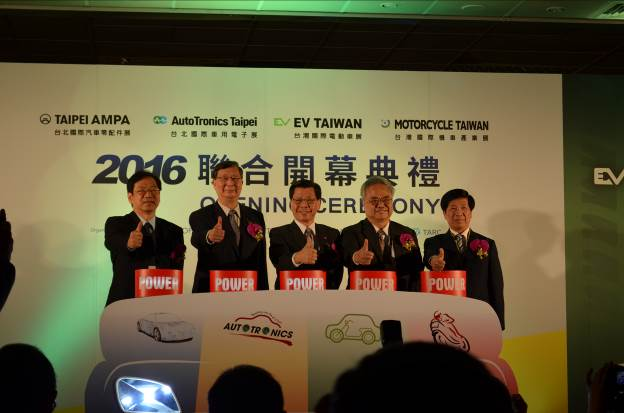 TAIPEI AMPA
台北國際汽車零配件展
AutoTronics Taipei
台北國際車用電子展
EV EV TAIWAN
台灣國際電動車展
MOTORCYCLE TAIWAN
台灣國際機車產業展
2016 聯合開幕典禮
OPENING CEREMONY
TARC
EV
POWER
POWER
POWER
POWER
POWER
AUTOTRONICS